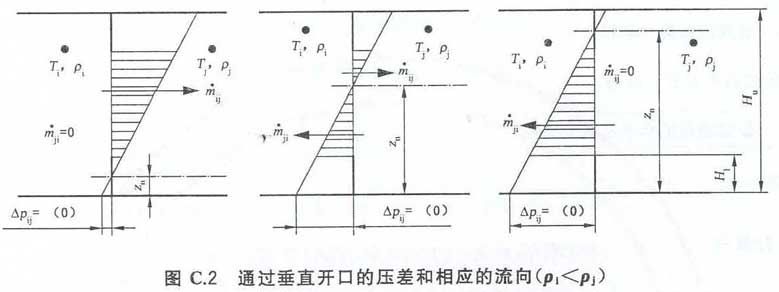 T_i，ρ_i
T_j，ρ_j
ṁ_ij
ṁ_ji=0
z_n
Δp_ij=（0）
T_i，ρ_i
T_j，ρ_j
ṁ_ij
ṁ_ji
z_n
Δp_ij=（0）
T_i，ρ_i
T_j，ρ_j
ṁ_ij=0
ṁ_ji
z_n
H_u
H_l
Δp_ij=（0）
图 C.2 通过垂直开口的压差和相应的流向(ρ_i<ρ_j)